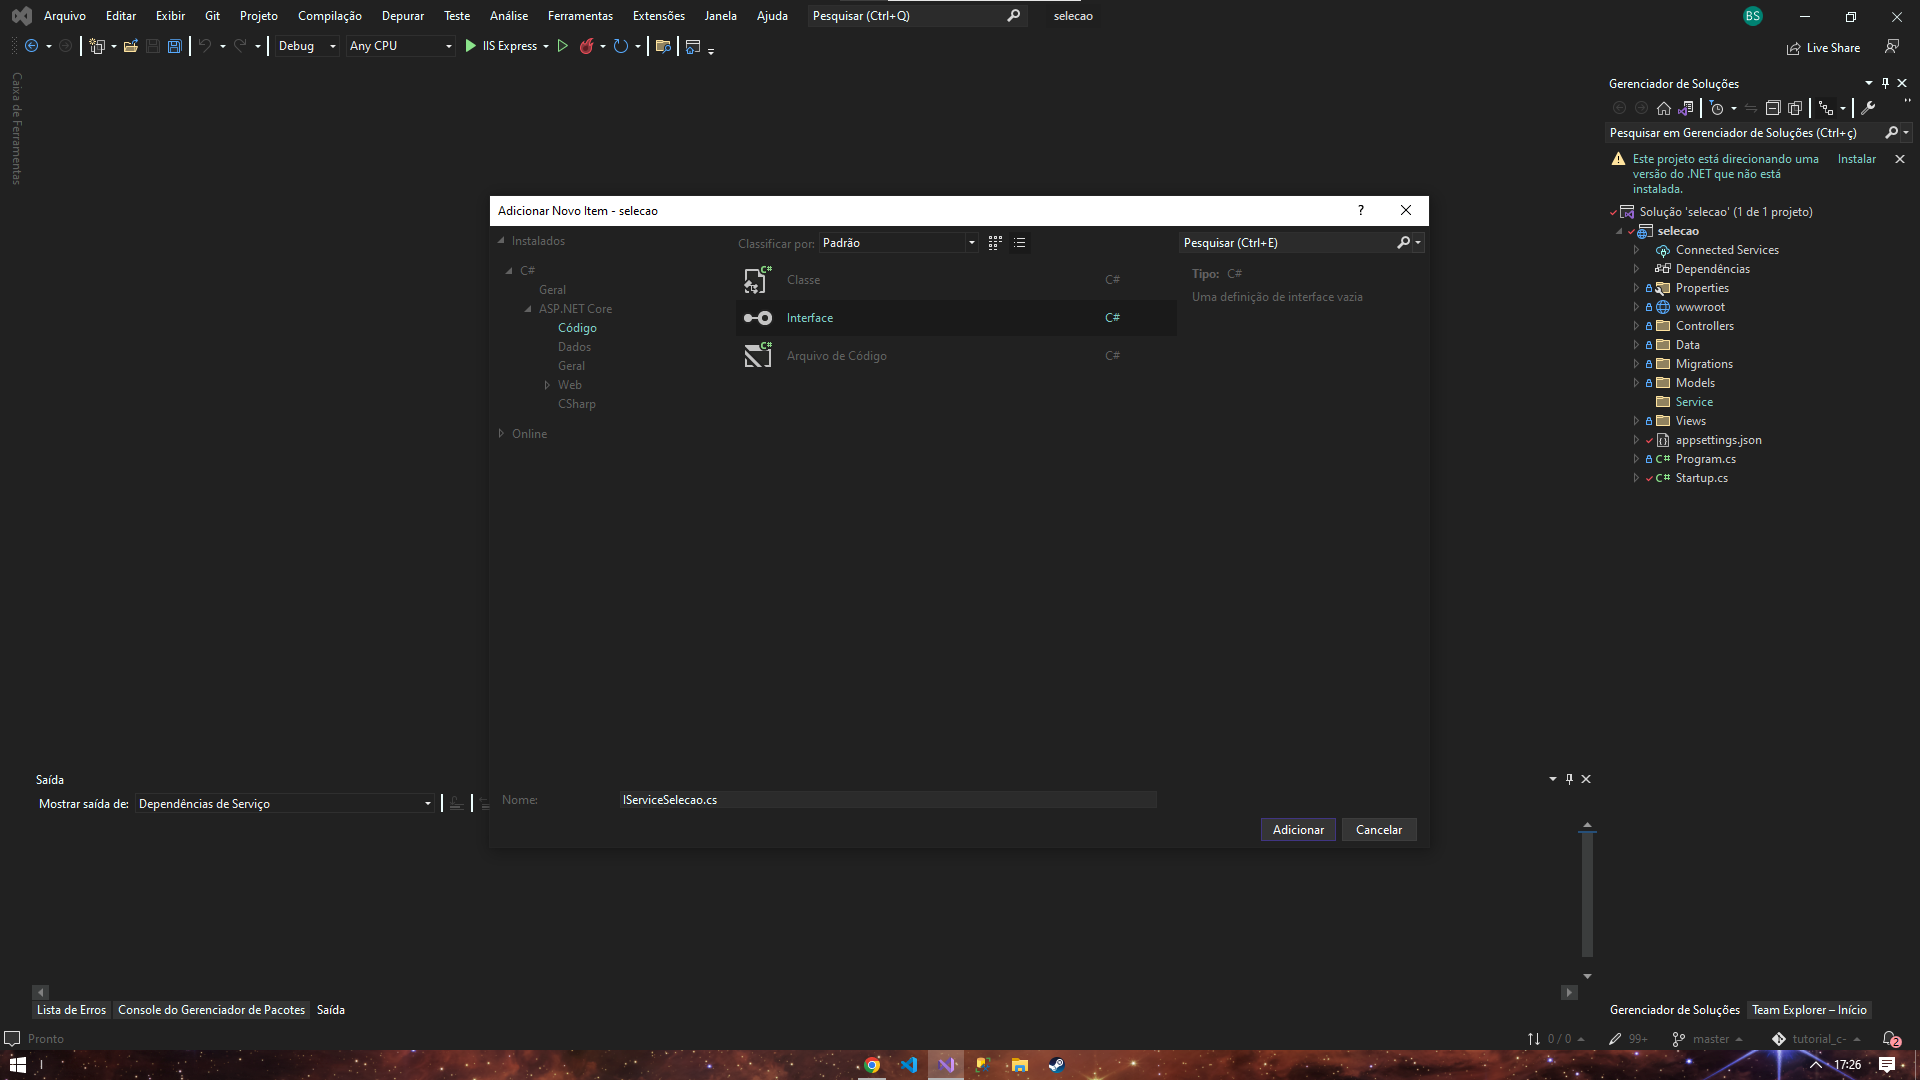 Arquivo Editar Exibir Git Projeto Compilação Depurar Teste Análise Ferramentas Extensões Janela Ajuda Pesquisar (Ctrl+Q) selecao BS
Debug Any CPU IIS Express Live Share
Caixa de Ferramentas
Gerenciador de Soluções
Pesquisar em Gerenciador de Soluções (Ctrl+ç)
Este projeto está direcionando uma Instalar
versão do .NET que não está
instalada.
Solução 'selecao' (1 de 1 projeto)
selecao
Connected Services
Dependências
Properties
wwwroot
Controllers
Data
Migrations
Models
Service
Views
appsettings.json
C# Program.cs
C# Startup.cs
Adicionar Novo Item - selecao ?
Instalados
C#
Geral
ASP.NET Core
Código
Dados
Geral
Web
CSharp
Online
Classificar por: Padrão
C# Classe C#
Interface C#
C# Arquivo de Código C#
Pesquisar (Ctrl+E)
Tipo: C#
Uma definição de interface vazia
Nome: IServiceSelecao.cs
Adicionar Cancelar
Saída
Mostrar saída de: Dependências de Serviço
Lista de Erros Console do Gerenciador de Pacotes Saída
Gerenciador de Soluções Team Explorer – Início
Pronto 0 / 0 99+ master tutorial_c- 2
17:26